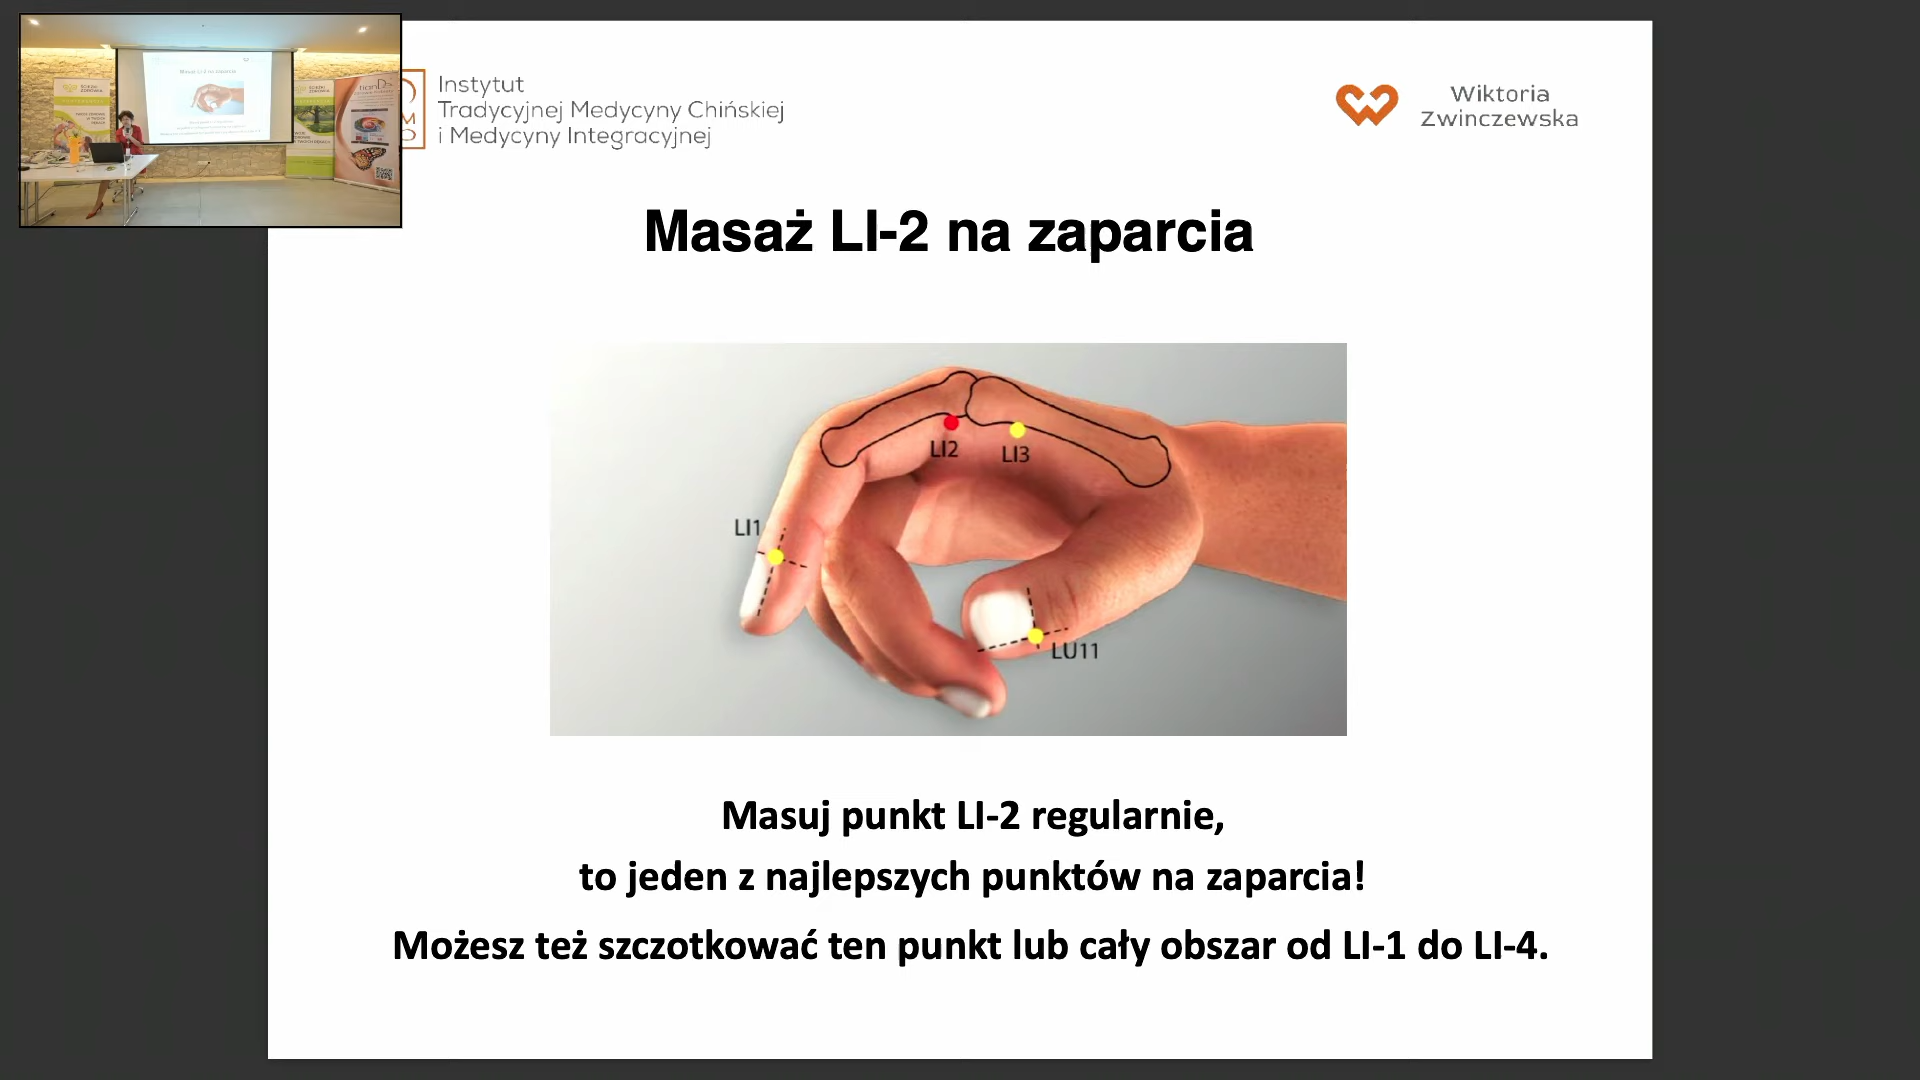 Instytut
Tradycyjnej Medycyny Chińskiej
i Medycyny Integracyjnej
Wiktoria
Zwinczewska
Masaż LI-2 na zaparcia
LI2
LI3
LI1
LU11
Masuj punkt LI-2 regularnie,
to jeden z najlepszych punktów na zaparcia!
Możesz też szczotkować ten punkt lub cały obszar od LI-1 do LI-4.